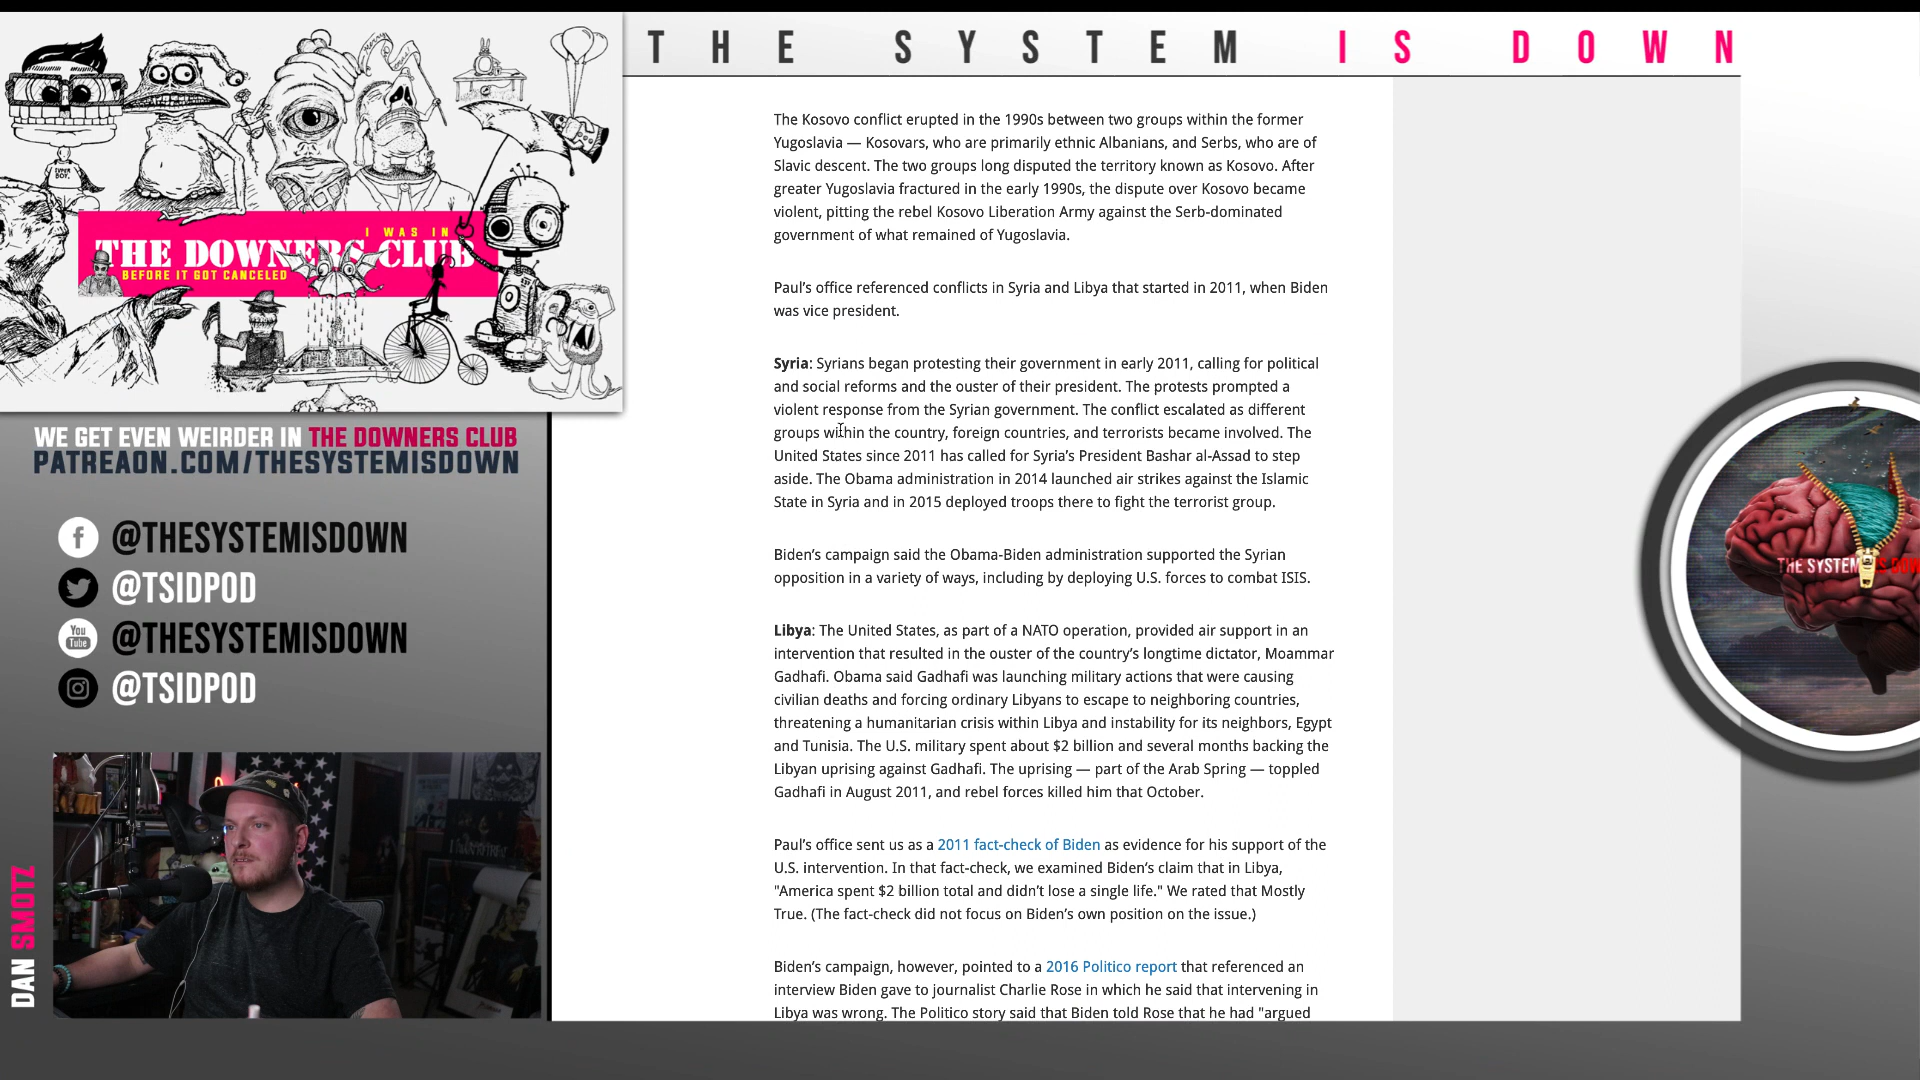 THE SYSTEM IS DOWN
I WAS IN
THE DOWNERS CLUB
BEFORE IT GOT CANCELED
WE GET EVEN WEIRDER IN THE DOWNERS CLUB
PATREON.COM/THESYSTEMISDOWN
@THESYSTEMISDOWN
@TSIDPOD
You
Tube
@THESYSTEMISDOWN
@TSIDPOD
DAN SMOTZ
The Kosovo conflict erupted in the 1990s between two groups within the former
Yugoslavia — Kosovars, who are primarily ethnic Albanians, and Serbs, who are of
Slavic descent. The two groups long disputed the territory known as Kosovo. After
greater Yugoslavia fractured in the early 1990s, the dispute over Kosovo became
violent, pitting the rebel Kosovo Liberation Army against the Serb-dominated
government of what remained of Yugoslavia.
Paul’s office referenced conflicts in Syria and Libya that started in 2011, when Biden
was vice president.
Syria: Syrians began protesting their government in early 2011, calling for political
and social reforms and the ouster of their president. The protests prompted a
violent response from the Syrian government. The conflict escalated as different
groups within the country, foreign countries, and terrorists became involved. The
United States since 2011 has called for Syria’s President Bashar al-Assad to step
aside. The Obama administration in 2014 launched air strikes against the Islamic
State in Syria and in 2015 deployed troops there to fight the terrorist group.
Biden’s campaign said the Obama-Biden administration supported the Syrian
opposition in a variety of ways, including by deploying U.S. forces to combat ISIS.
Libya: The United States, as part of a NATO operation, provided air support in an
intervention that resulted in the ouster of the country’s longtime dictator, Moammar
Gadhafi. Obama said Gadhafi was launching military actions that were causing
civilian deaths and forcing ordinary Libyans to escape to neighboring countries,
threatening a humanitarian crisis within Libya and instability for its neighbors, Egypt
and Tunisia. The U.S. military spent about $2 billion and several months backing the
Libyan uprising against Gadhafi. The uprising — part of the Arab Spring — toppled
Gadhafi in August 2011, and rebel forces killed him that October.
Paul’s office sent us as a 2011 fact-check of Biden as evidence for his support of the
U.S. intervention. In that fact-check, we examined Biden’s claim that in Libya,
"America spent $2 billion total and didn’t lose a single life." We rated that Mostly
True. (The fact-check did not focus on Biden’s own position on the issue.)
Biden’s campaign, however, pointed to a 2016 Politico report that referenced an
interview Biden gave to journalist Charlie Rose in which he said that intervening in
Libya was wrong. The Politico story said that Biden told Rose that he had "argued
THE SYSTEM IS DOW